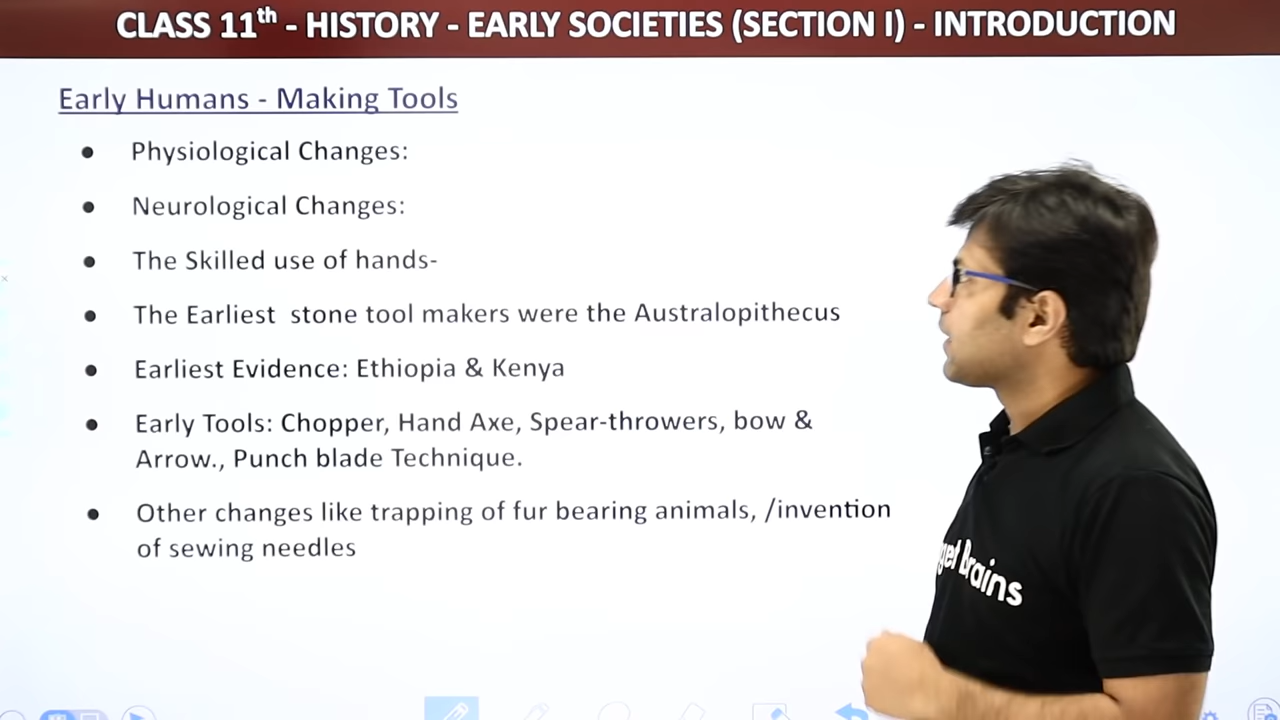 CLASS 11th - HISTORY - EARLY SOCIETIES (SECTION I) - INTRODUCTION
Early Humans - Making Tools
● Physiological Changes:
● Neurological Changes:
● The Skilled use of hands-
● The Earliest stone tool makers were the Australopithecus
● Earliest Evidence: Ethiopia & Kenya
● Early Tools: Chopper, Hand Axe, Spear-throwers, bow &
Arrow., Punch blade Technique.
● Other changes like trapping of fur bearing animals, /invention
of sewing needles
Brains